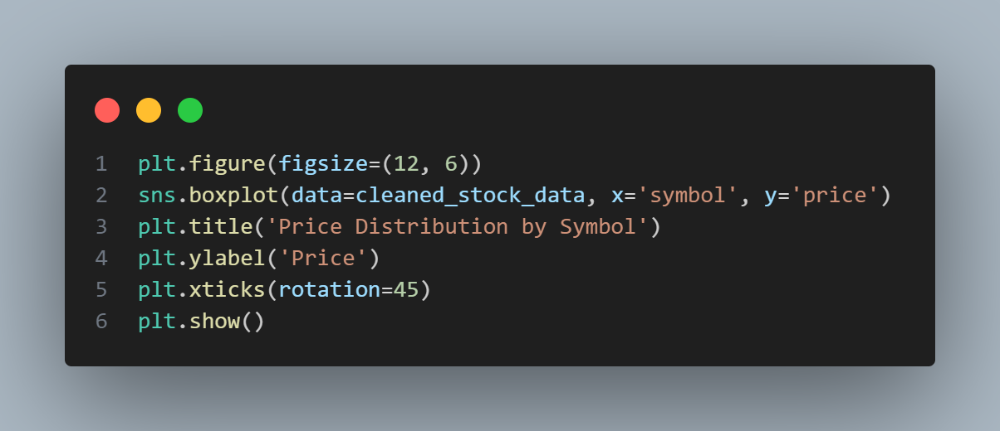 1 plt.figure(figsize=(12, 6))
2 sns.boxplot(data=cleaned_stock_data, x='symbol', y='price')
3 plt.title('Price Distribution by Symbol')
4 plt.ylabel('Price')
5 plt.xticks(rotation=45)
6 plt.show()